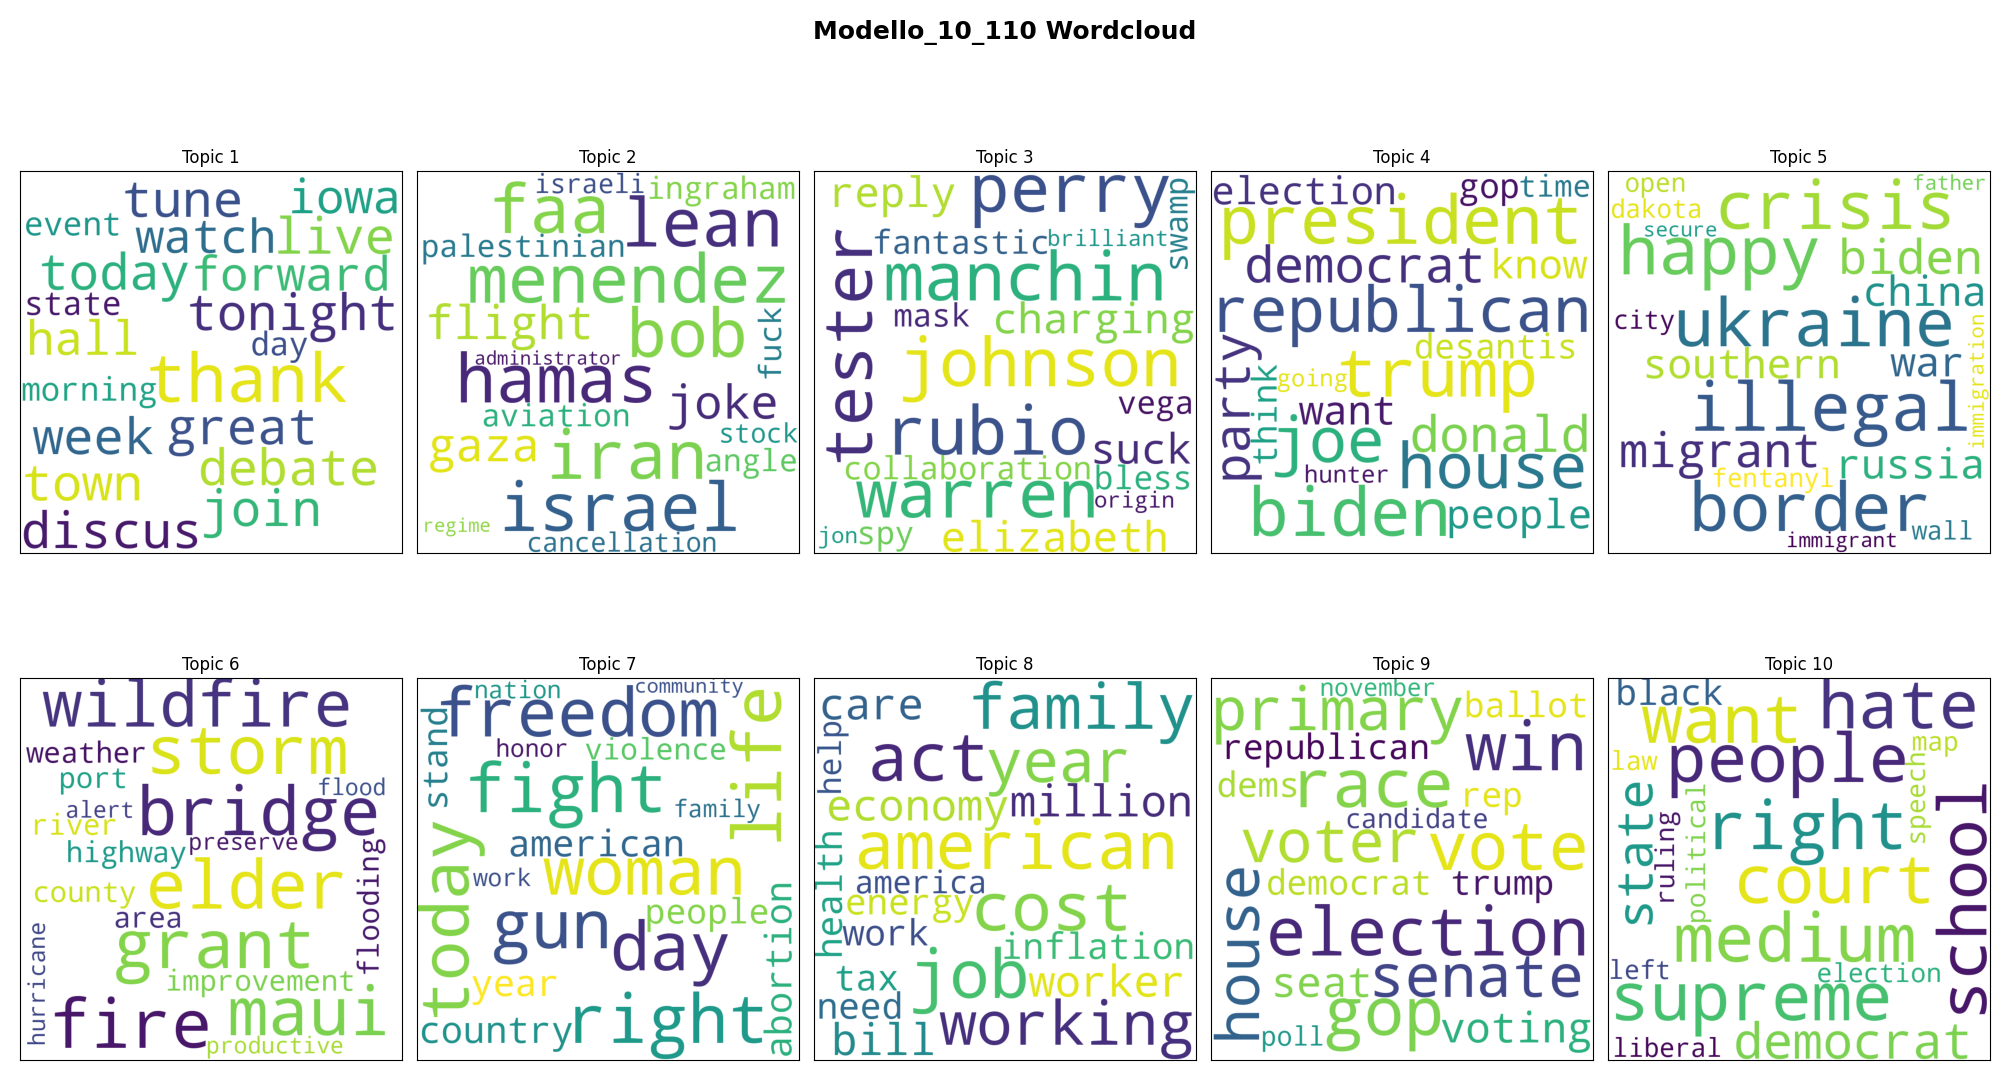 Modello_10_110 Wordcloud
Topic 1
tune
iowa
event
watch
live
today
forward
state
tonight
hall
day
morning
thank
week
great
town
debate
join
discus
Topic 2
israeli
ingraham
faa
lean
palestinian
menendez
flight
bob
fuck
administrator
hamas
joke
aviation
stock
gaza
iran
angle
israel
regime
cancellation
Topic 3
reply
perry
swamp
fantastic
brilliant
tester
manchin
mask
charging
johnson
vega
rubio
suck
collaboration
bless
warren
origin
jon
spy
elizabeth
Topic 4
election
gop
time
president
democrat
know
republican
desantis
party
think
going
trump
want
joe
donald
hunter
house
biden
people
Topic 5
open
father
dakota
crisis
secure
happy
biden
china
city
ukraine
southern
war
immigration
illegal
migrant
fentanyl
russia
border
wall
immigrant
Topic 6
wildfire
weather
storm
port
flood
alert
bridge
river
preserve
highway
county
elder
area
flooding
grant
hurricane
improvement
maui
fire
productive
Topic 7
nation
community
freedom
life
honor
violence
stand
fight
family
american
work
woman
today
gun
people
day
abortion
year
country
right
Topic 8
care
family
help
act
year
economy
million
american
health
america
energy
cost
work
inflation
tax
job
worker
need
bill
working
Topic 9
november
primary
ballot
republican
win
dems
race
rep
candidate
voter
vote
democrat
trump
house
election
seat
senate
poll
gop
voting
Topic 10
black
want
hate
law
people
map
state
ruling
political
right
speech
court
school
medium
left
election
supreme
liberal
democrat